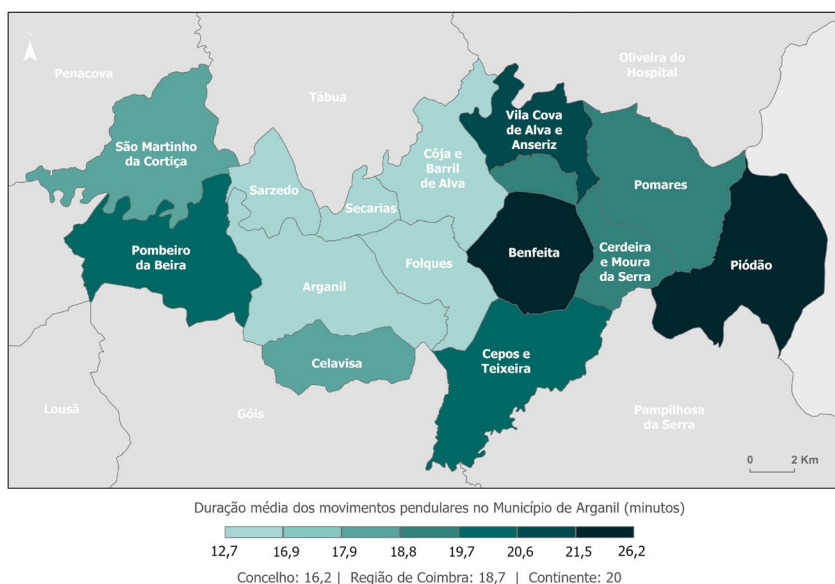 N
Penacova
Tábua
Oliveira do
Hospital
São Martinho
da Cortiça
Sarzedo
Secarias
Côja e
Barril
de Alva
Vila Cova
de Alva e
Anseriz
Pomares
Pombeiro
da Beira
Arganil
Folques
Benfeita
Cerdeira
e Moura
da Serra
Piódão
Celavisa
Cepos e
Teixeira
Lousã
Góis
Pampilhosa
da Serra
0 2 Km
Duração média dos movimentos pendulares no Município de Arganil (minutos)
12,7 16,9 17,9 18,8 19,7 20,6 21,5 26,2
Concelho: 16,2 | Região de Coimbra: 18,7 | Continente: 20